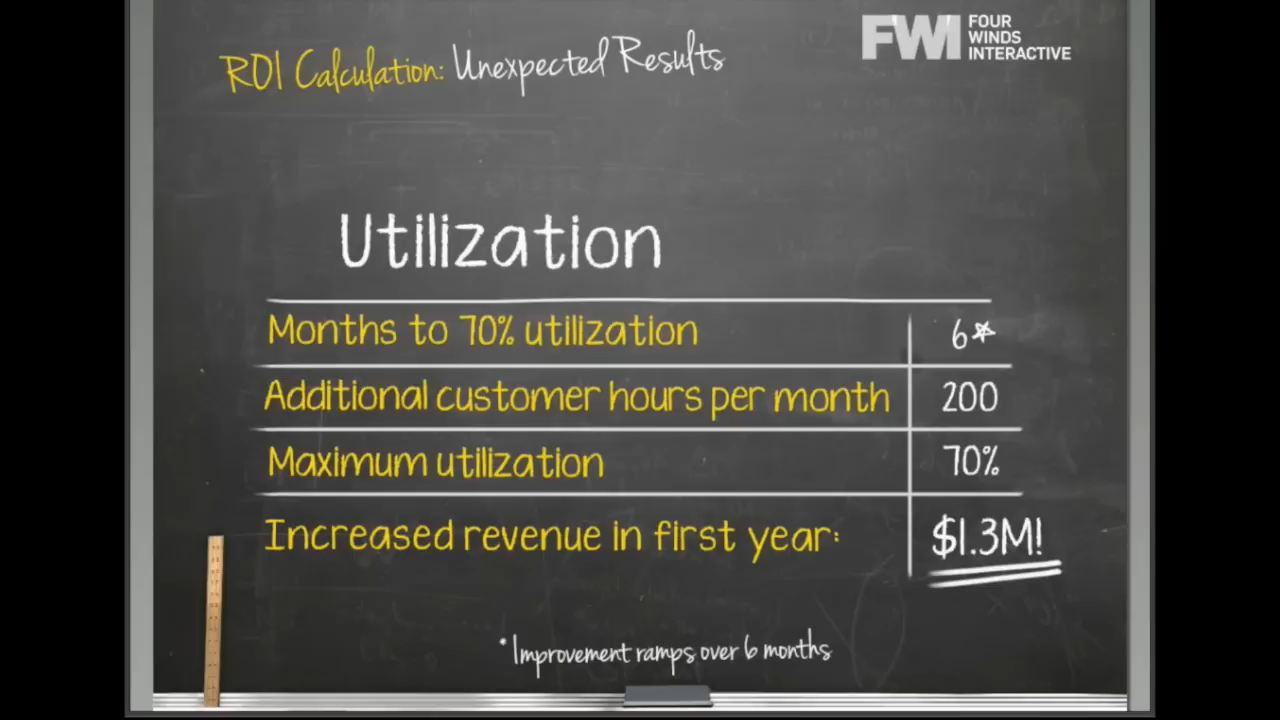 ROI Calculation: Unexpected Results
FWI FOUR WINDS INTERACTIVE
Utilization
Months to 70% utilization 6*
Additional customer hours per month 200
Maximum utilization 70%
Increased revenue in first year: $1.3M!
* Improvement ramps over 6 months